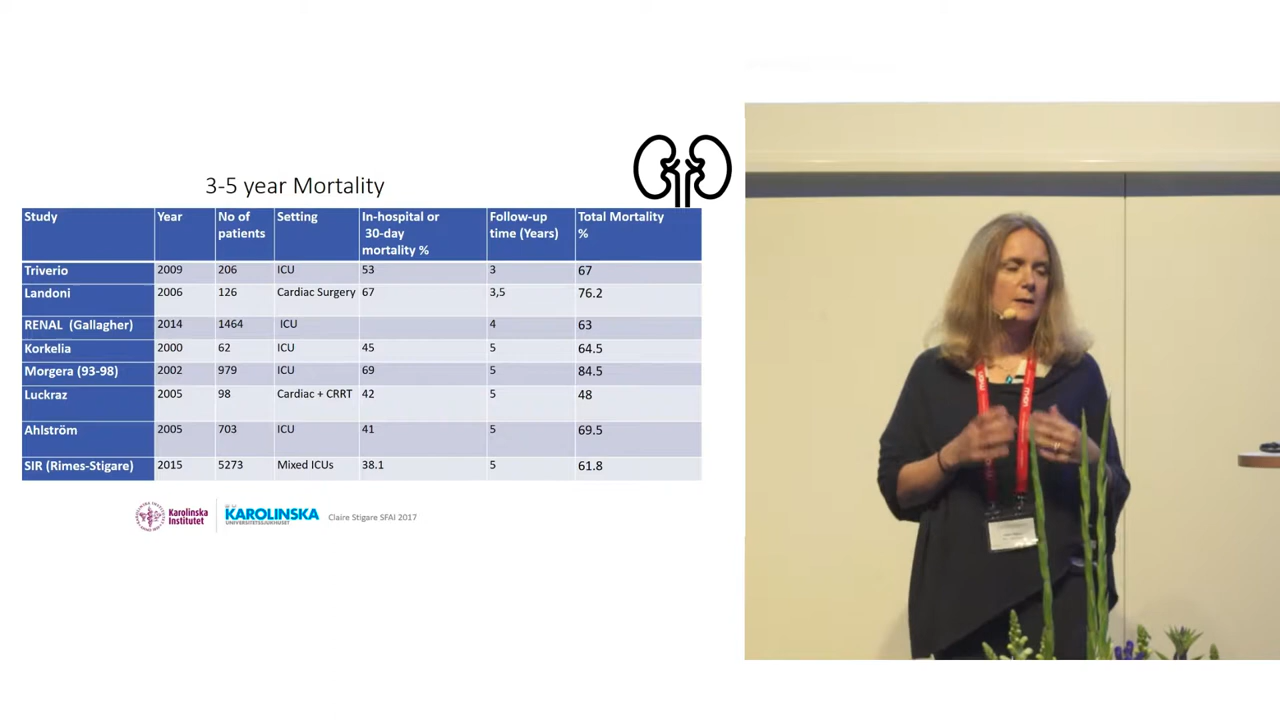 3-5 year Mortality
Study Year No of patients Setting In-hospital or 30-day mortality % Follow-up time (Years) Total Mortality %
Triverio 2009 206 ICU 53 3 67
Landoni 2006 126 Cardiac Surgery 67 3,5 76.2
RENAL (Gallagher) 2014 1464 ICU 4 63
Korkelia 2000 62 ICU 45 5 64.5
Morgera (93-98) 2002 979 ICU 69 5 84.5
Luckraz 2005 98 Cardiac + CRRT 42 5 48
Ahlström 2005 703 ICU 41 5 69.5
SIR (Rimes-Stigare) 2015 5273 Mixed ICUs 38.1 5 61.8
Karolinska
Institutet
KAROLINSKA
UNIVERSITETSSJUKHUSET
Claire Stigare SFAI 2017